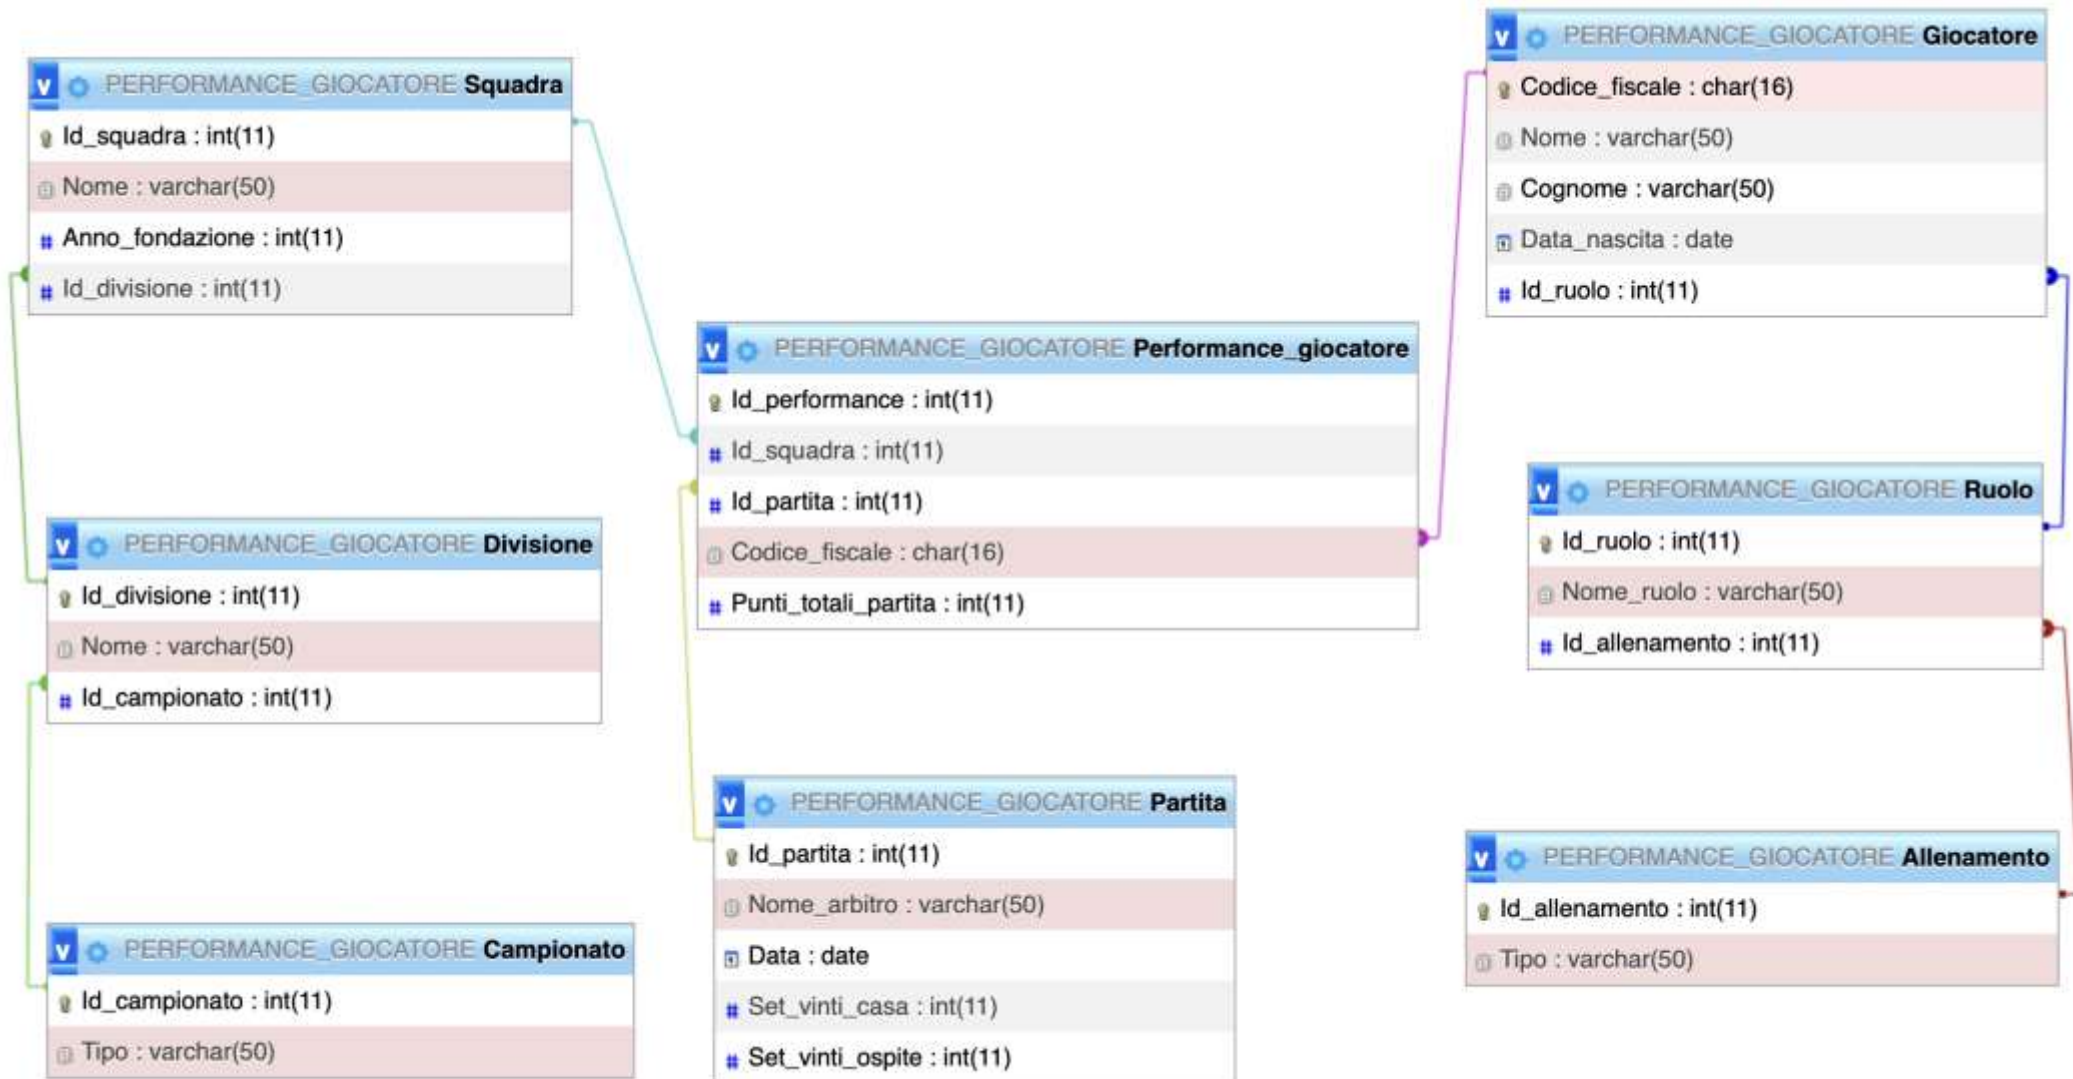 PERFORMANCE_GIOCATORE Squadra
Id_squadra : int(11)
Nome : varchar(50)
Anno_fondazione : int(11)
Id_divisione : int(11)
PERFORMANCE_GIOCATORE Divisione
Id_divisione : int(11)
Nome : varchar(50)
Id_campionato : int(11)
PERFORMANCE_GIOCATORE Campionato
Id_campionato : int(11)
Tipo : varchar(50)
PERFORMANCE_GIOCATORE Performance_giocatore
Id_performance : int(11)
Id_squadra : int(11)
Id_partita : int(11)
Codice_fiscale : char(16)
Punti_totali_partita : int(11)
PERFORMANCE_GIOCATORE Partita
Id_partita : int(11)
Nome_arbitro : varchar(50)
Data : date
Set_vinti_casa : int(11)
Set_vinti_ospite : int(11)
PERFORMANCE_GIOCATORE Giocatore
Codice_fiscale : char(16)
Nome : varchar(50)
Cognome : varchar(50)
Data_nascita : date
Id_ruolo : int(11)
PERFORMANCE_GIOCATORE Ruolo
Id_ruolo : int(11)
Nome_ruolo : varchar(50)
Id_allenamento : int(11)
PERFORMANCE_GIOCATORE Allenamento
Id_allenamento : int(11)
Tipo : varchar(50)